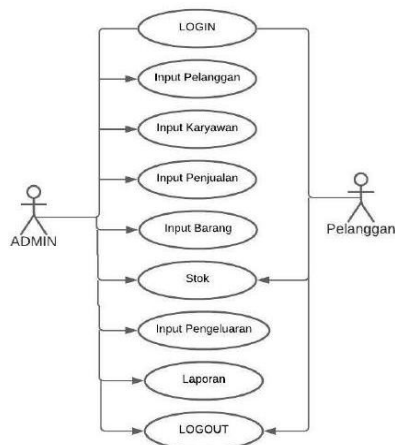 LOGIN
Input Pelanggan
Input Karyawan
Input Penjualan
Input Barang
ADMIN
Pelanggan
Stok
Input Pengeluaran
Laporan
LOGOUT